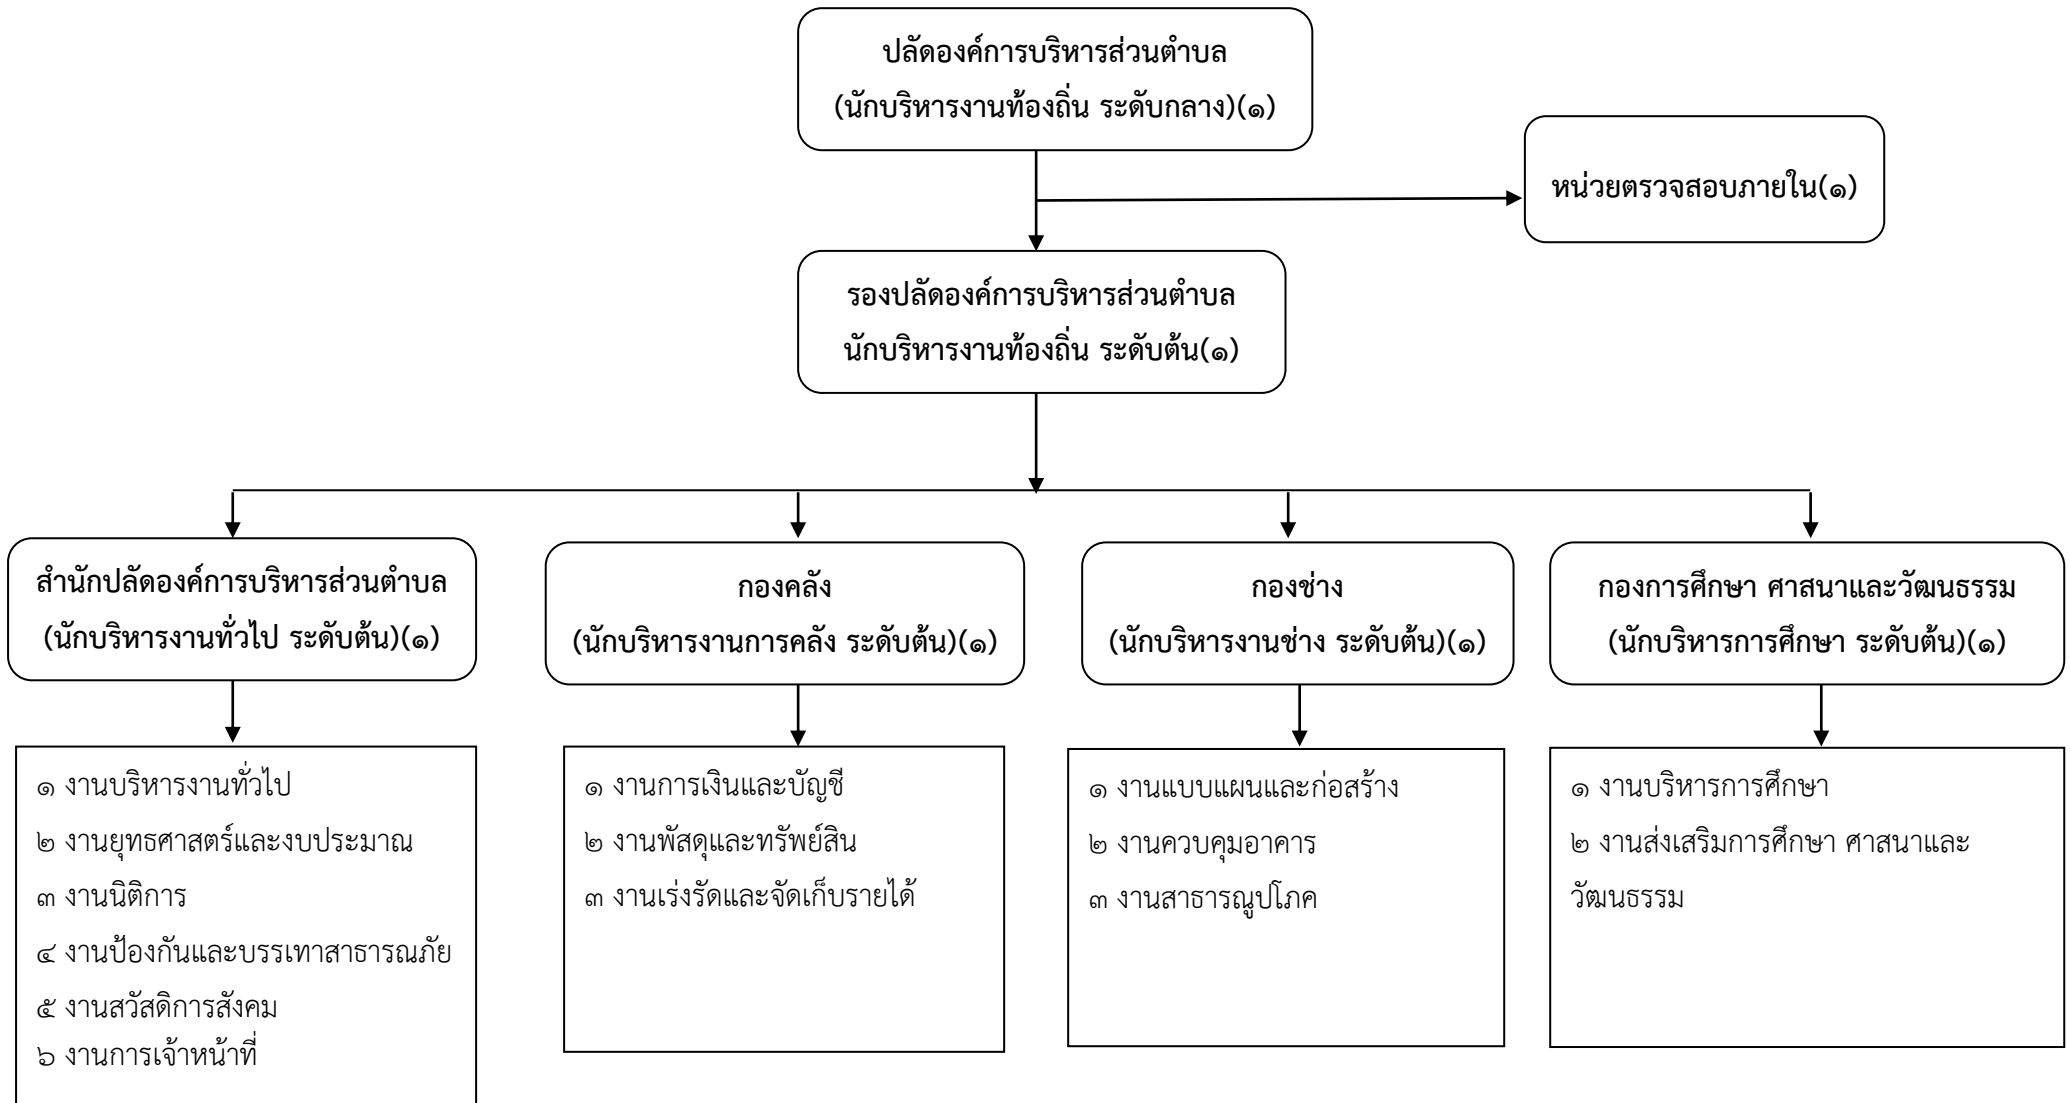 ปลัดองค์การบริหารส่วนตำบล
(นักบริหารงานท้องถิ่น ระดับกลาง)(๑)
หน่วยตรวจสอบภายใน(๑)
รองปลัดองค์การบริหารส่วนตำบล
นักบริหารงานท้องถิ่น ระดับต้น(๑)
สำนักปลัดองค์การบริหารส่วนตำบล
(นักบริหารงานทั่วไป ระดับต้น)(๑)
กองคลัง
(นักบริหารงานการคลัง ระดับต้น)(๑)
กองช่าง
(นักบริหารงานช่าง ระดับต้น)(๑)
กองการศึกษา ศาสนาและวัฒนธรรม
(นักบริหารการศึกษา ระดับต้น)(๑)
๑ งานบริหารงานทั่วไป
๒ งานยุทธศาสตร์และงบประมาณ
๓ งานนิติการ
๔ งานป้องกันและบรรเทาสาธารณภัย
๕ งานสวัสดิการสังคม
๖ งานการเจ้าหน้าที่
๑ งานการเงินและบัญชี
๒ งานพัสดุและทรัพย์สิน
๓ งานเร่งรัดและจัดเก็บรายได้
๑ งานแบบแผนและก่อสร้าง
๒ งานควบคุมอาคาร
๓ งานสาธารณูปโภค
๑ งานบริหารการศึกษา
๒ งานส่งเสริมการศึกษา ศาสนาและ
วัฒนธรรม